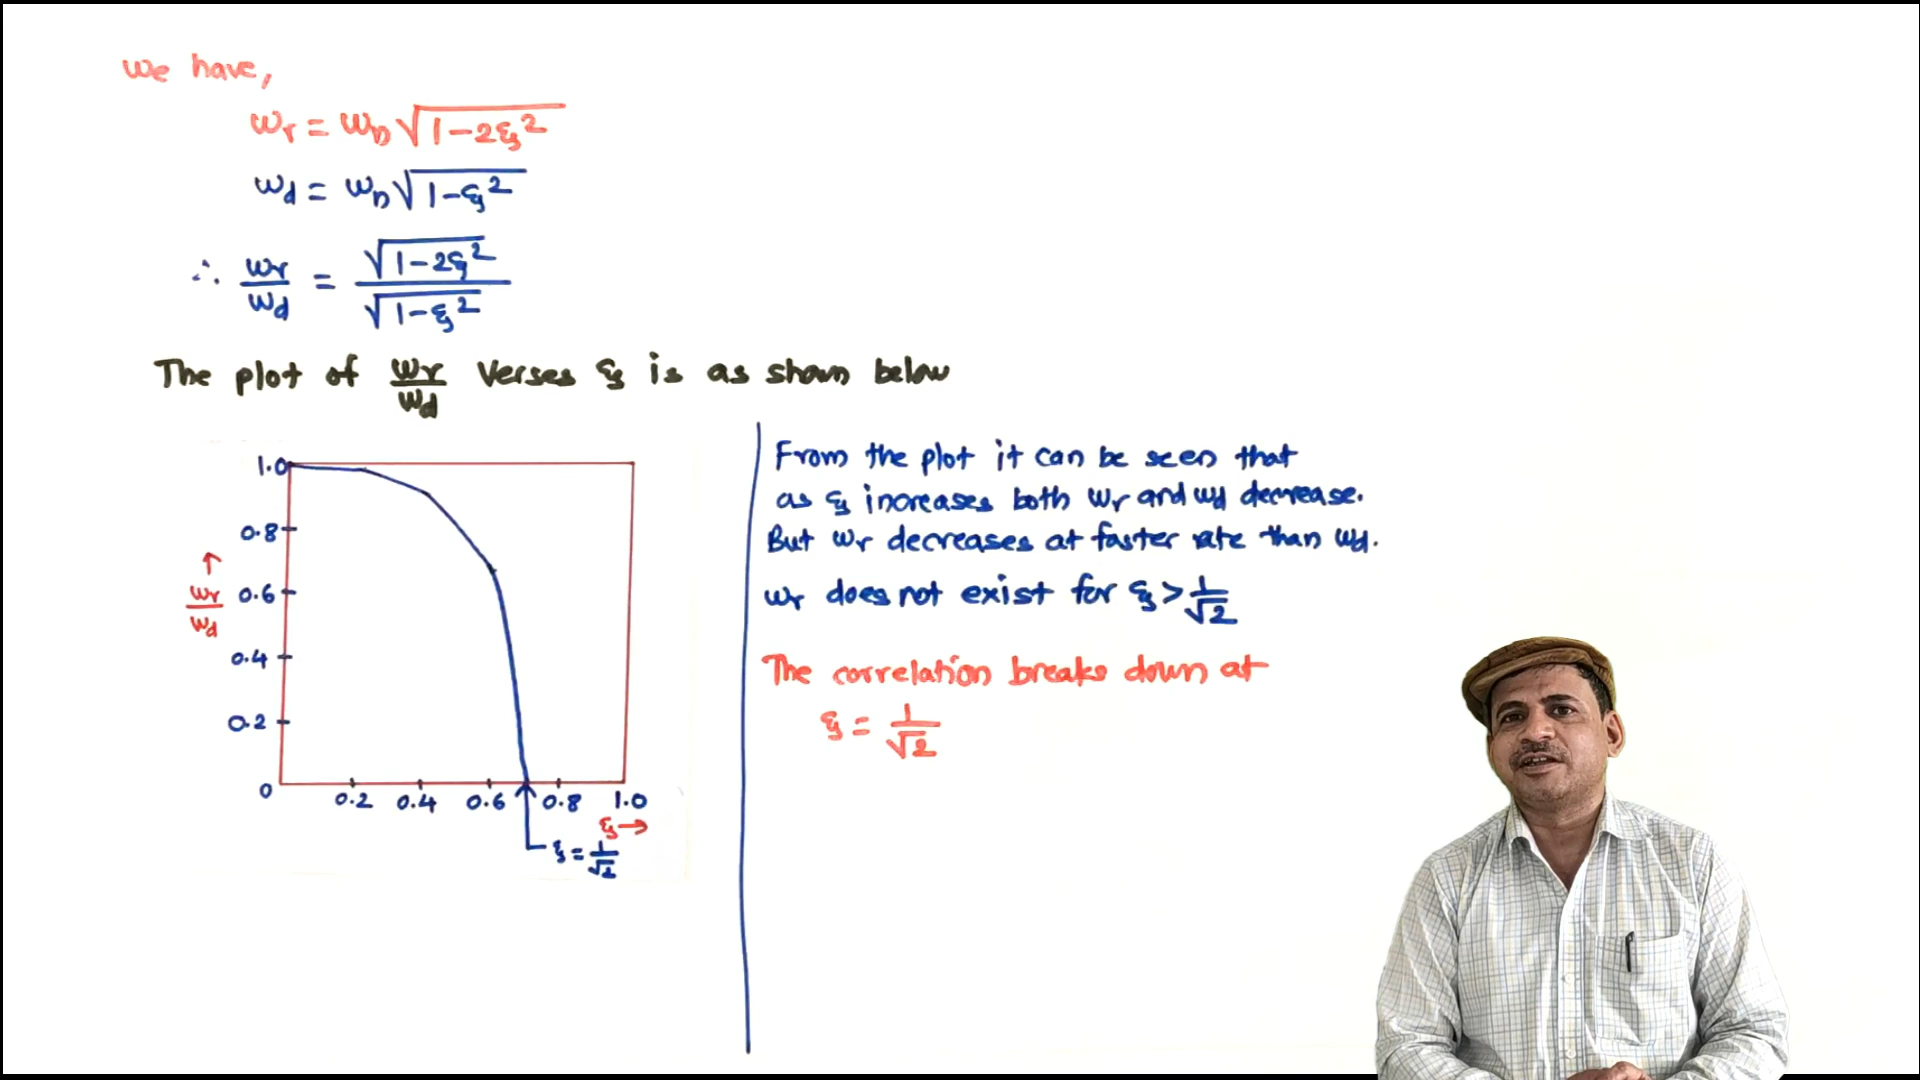 We have,
ωr = ωn √1-2ξ²
ωd = ωn √1-ξ²
∴ ωr/ωd = √1-2ξ² / √1-ξ²
The plot of ωr/ωd verses ξ is as shown below
1.0
0.8
0.6
0.4
0.2
0
ωr/ωd →
0.2 0.4 0.6 0.8 1.0
ξ →
ξ = 1/√2
From the plot it can be seen that
as ξ increases both ωr and ωd decrease.
But ωr decreases at faster rate than ωd.
ωr does not exist for ξ > 1/√2
The correlation breaks down at
ξ = 1/√2